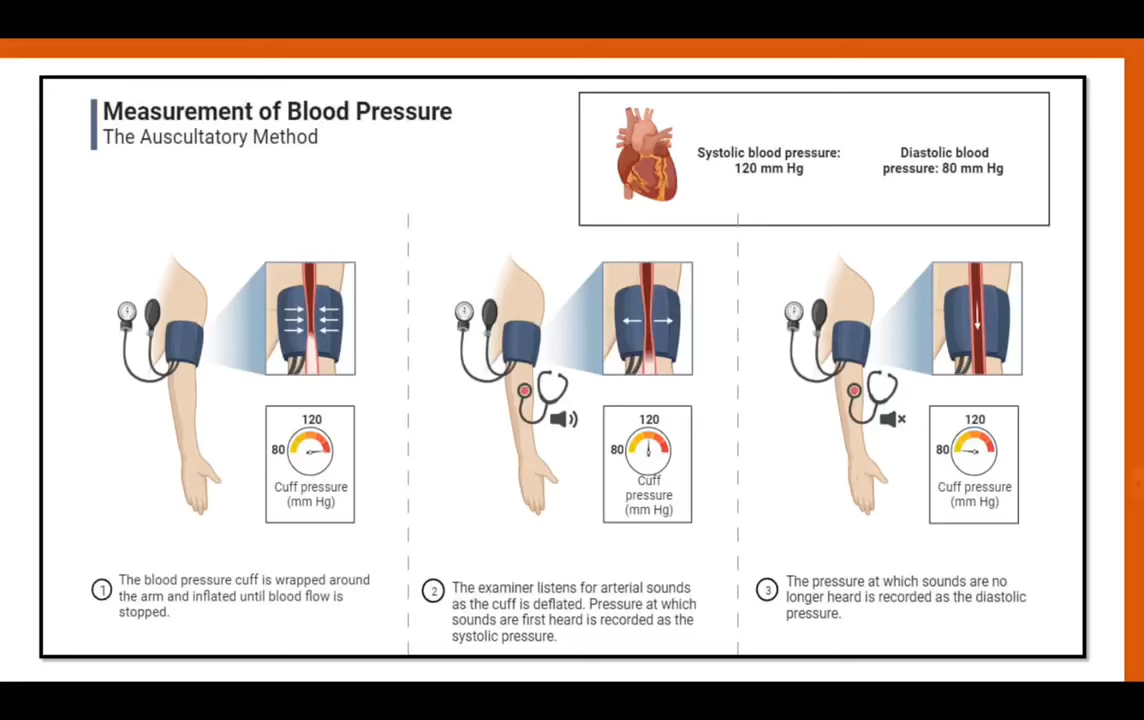 Measurement of Blood Pressure
The Auscultatory Method
Systolic blood pressure:
120 mm Hg
Diastolic blood
pressure: 80 mm Hg
120
80
Cuff pressure
(mm Hg)
120
80
Cuff
pressure
(mm Hg)
120
80
Cuff pressure
(mm Hg)
1
The blood pressure cuff is wrapped around
the arm and inflated until blood flow is
stopped.
2
The examiner listens for arterial sounds
as the cuff is deflated. Pressure at which
sounds are first heard is recorded as the
systolic pressure.
3
The pressure at which sounds are no
longer heard is recorded as the diastolic
pressure.